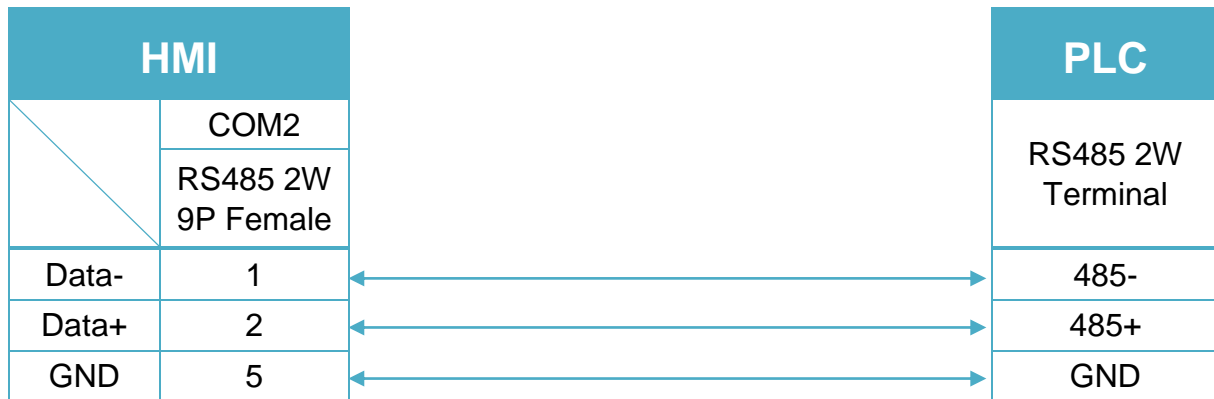 HMI
PLC
COM2
RS485 2W
9P Female
RS485 2W
Terminal
Data- 1 485-
Data+ 2 485+
GND 5 GND